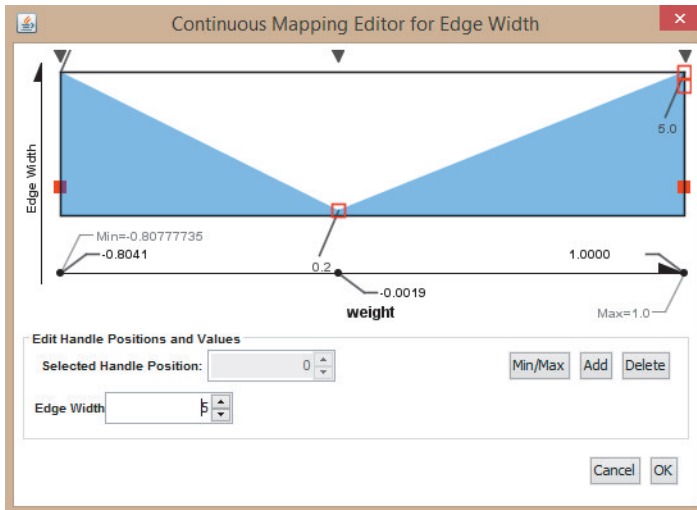 Continuous Mapping Editor for Edge Width
5.0
Edge Width
Min=-0.80777735
-0.8041
1.0000
0.2
-0.0019
weight
Max=1.0
Edit Handle Positions and Values
Selected Handle Position: 0
Min/Max Add Delete
Edge Width 5
Cancel OK